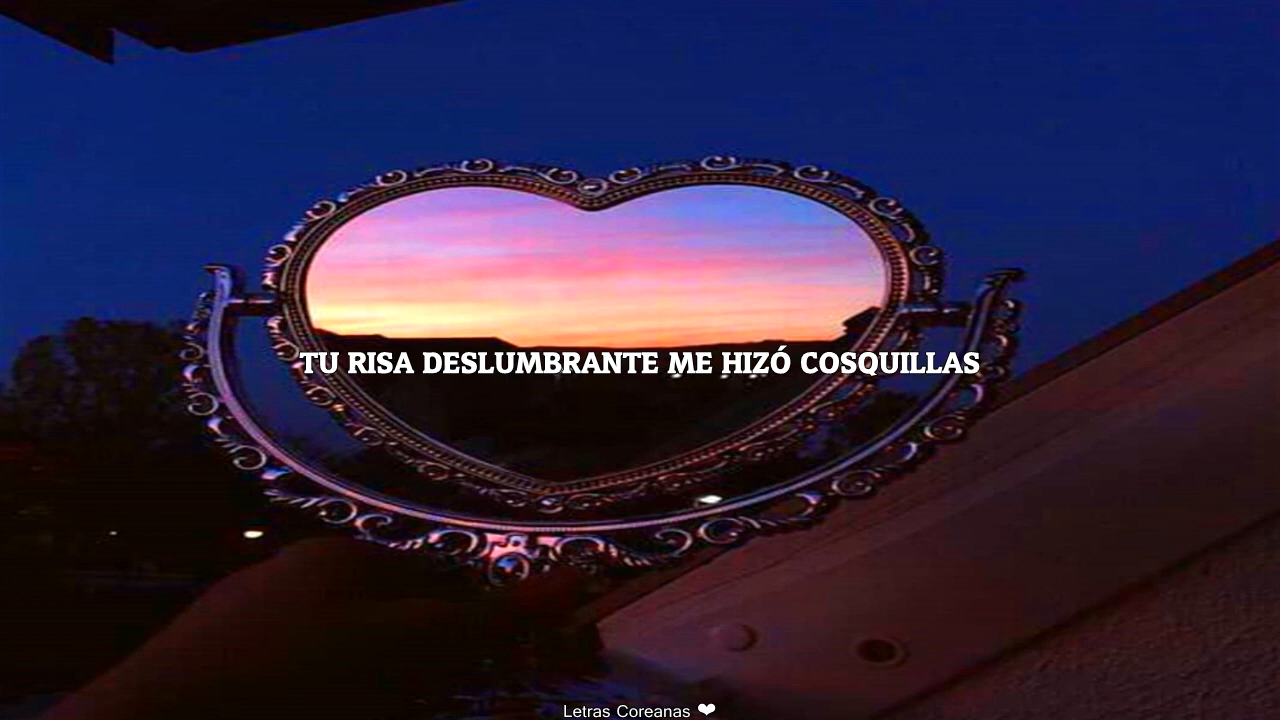 TU RISA DESLUMBRANTE ME HIZÓ COSQUILLAS
Letras Coreanas ❤